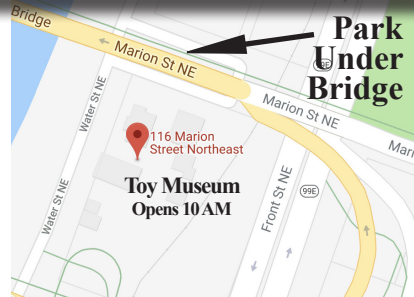 Bridge
Marion St NE
Park
Under
Bridge
99E
Marion St NE
Mari
Water St NE
116 Marion
Street Northeast
Toy Museum
Opens 10 AM
Front St NE
99E
Water St NE